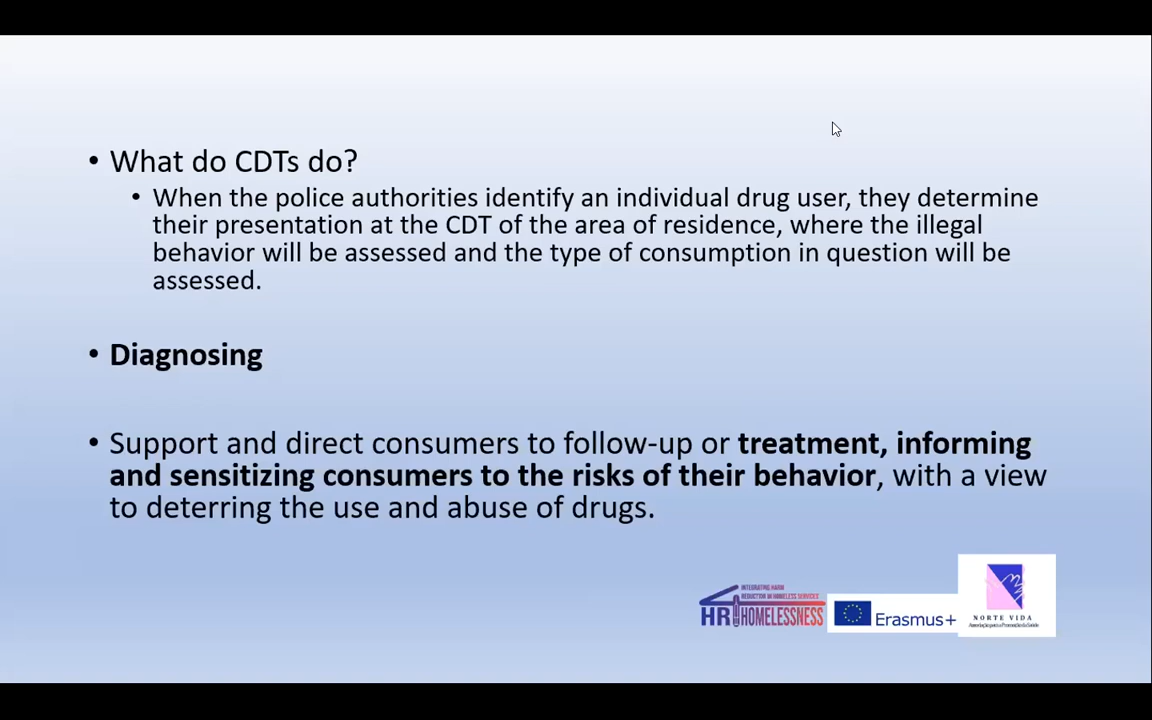 • What do CDTs do?
• When the police authorities identify an individual drug user, they determine
their presentation at the CDT of the area of residence, where the illegal
behavior will be assessed and the type of consumption in question will be
assessed.
• Diagnosing
• Support and direct consumers to follow-up or treatment, informing
and sensitizing consumers to the risks of their behavior, with a view
to deterring the use and abuse of drugs.
INTEGRATING HARM
REDUCTION IN HOMELESS SERVICES
HR HOMELESSNESS
Erasmus+
NORTE VIDA
Associação para a Promoção da Saúde